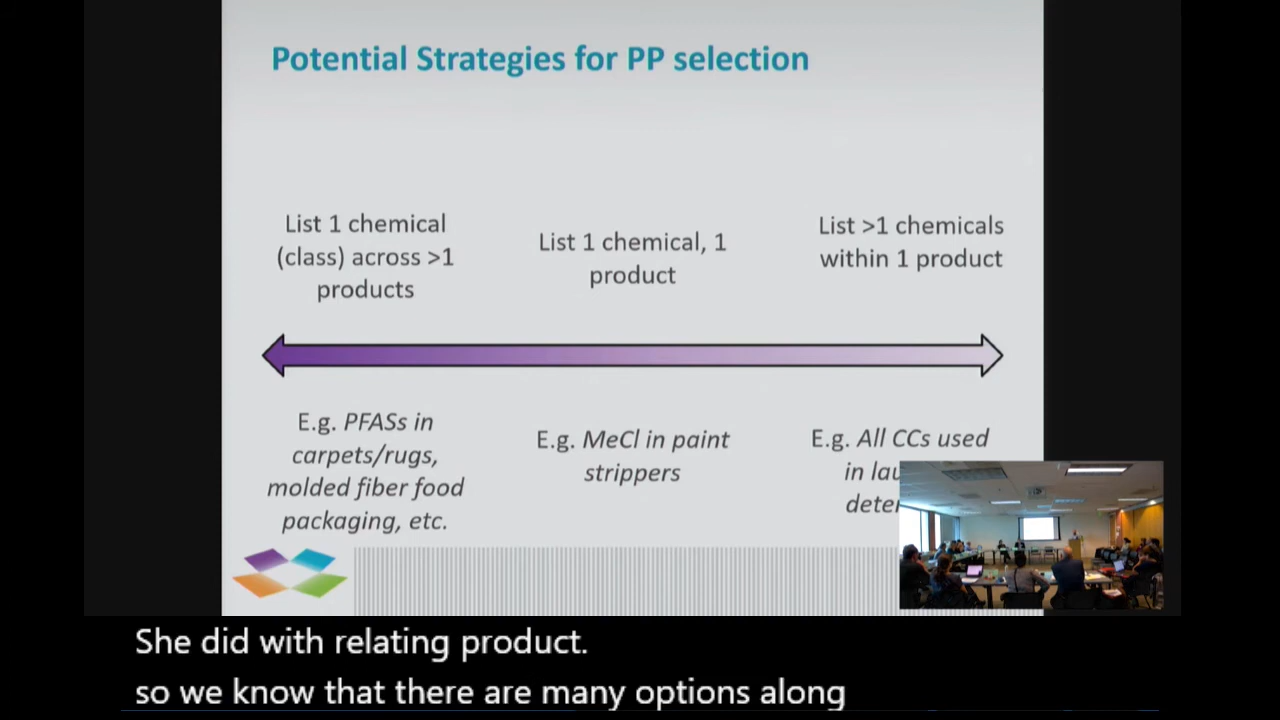 Potential Strategies for PP selection
List 1 chemical
(class) across >1
products
List 1 chemical, 1
product
List >1 chemicals
within 1 product
E.g. PFASs in
carpets/rugs,
molded fiber food
packaging, etc.
E.g. MeCl in paint
strippers
E.g. All CCs used
in
She did with relating product.
so we know that there are many options along